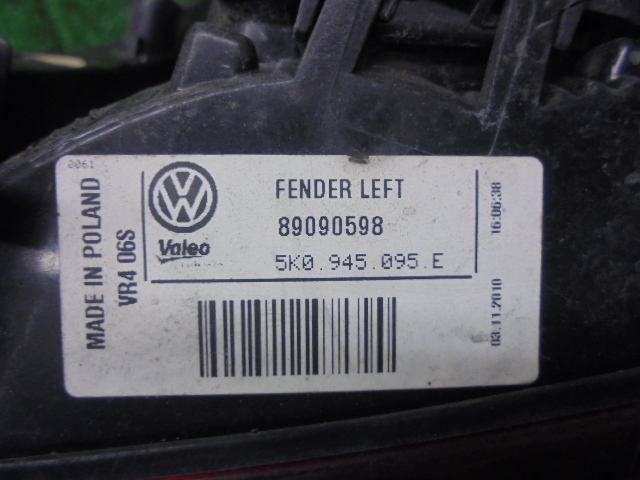 0061
MADE IN POLAND
VR4 06S
VW
Valeo
FENDER LEFT
89090598
5K0.945.095.E
03.11.2010 16:06:38